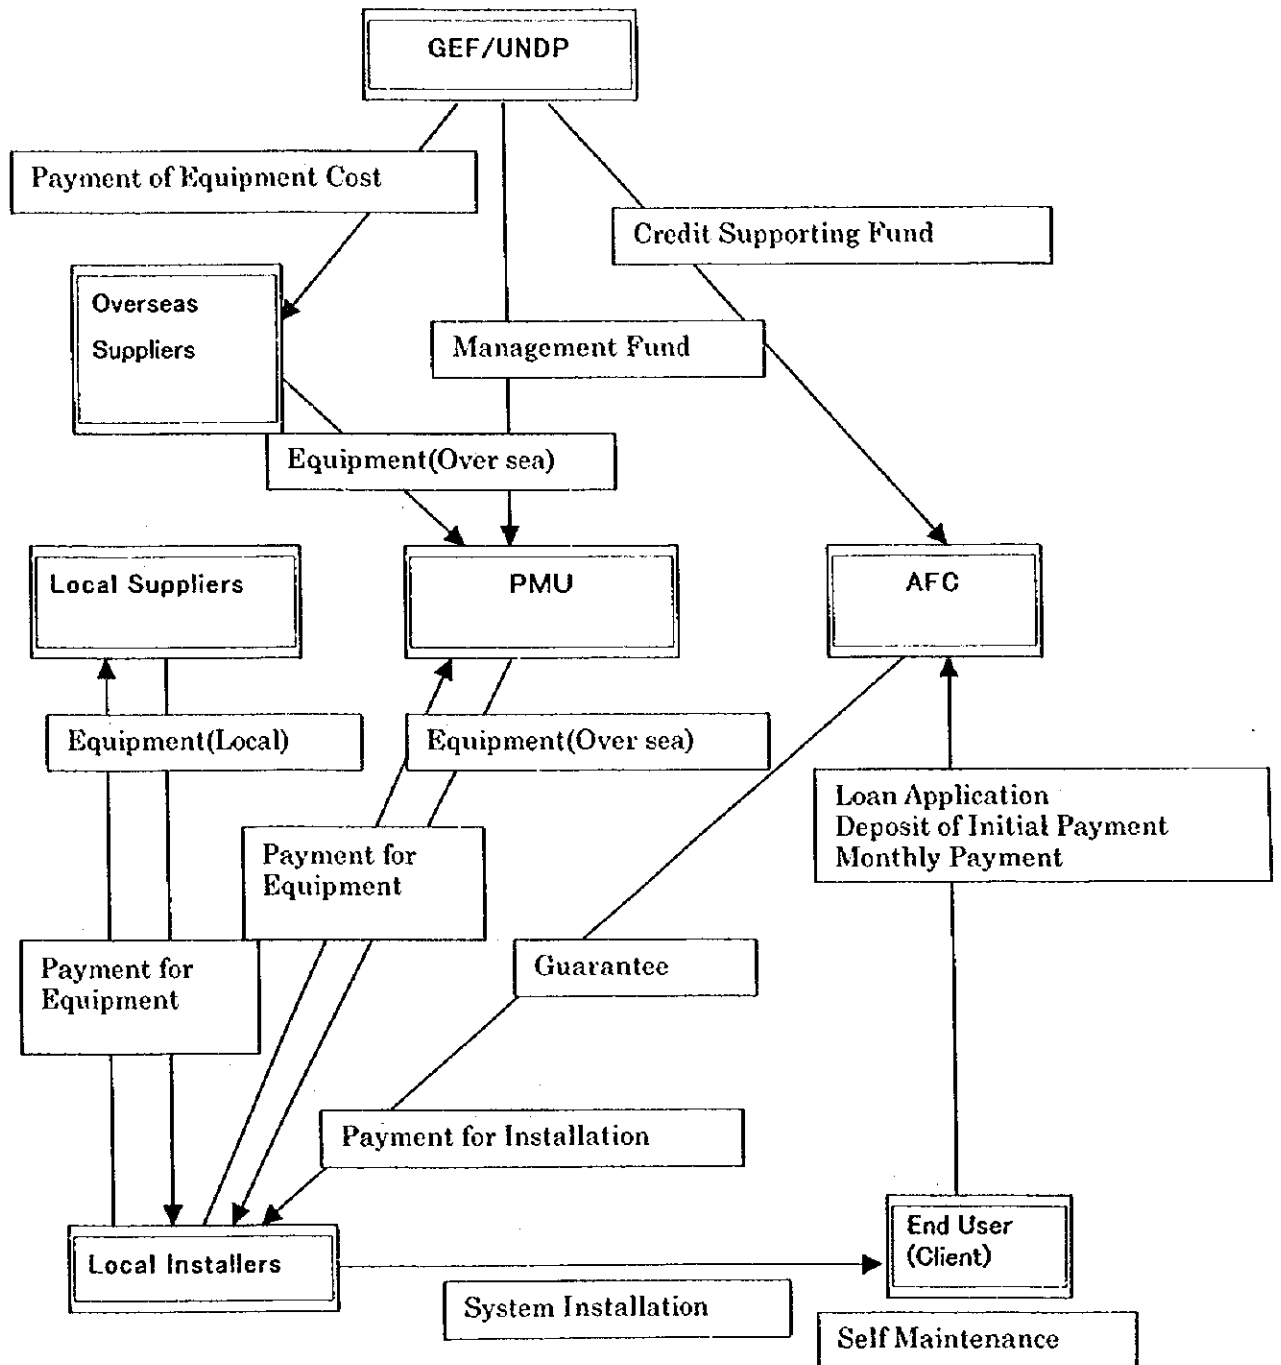 GEF/UNDP
Payment of Equipment Cost
Credit Supporting Fund
Overseas
Suppliers
Management Fund
Equipment(Over sea)
Local Suppliers
PMU
AFC
Equipment(Local)
Equipment(Over sea)
Loan Application
Deposit of Initial Payment
Monthly Payment
Payment for
Equipment
Payment for
Equipment
Guarantee
Payment for Installation
Local Installers
End User
(Client)
System Installation
Self Maintenance